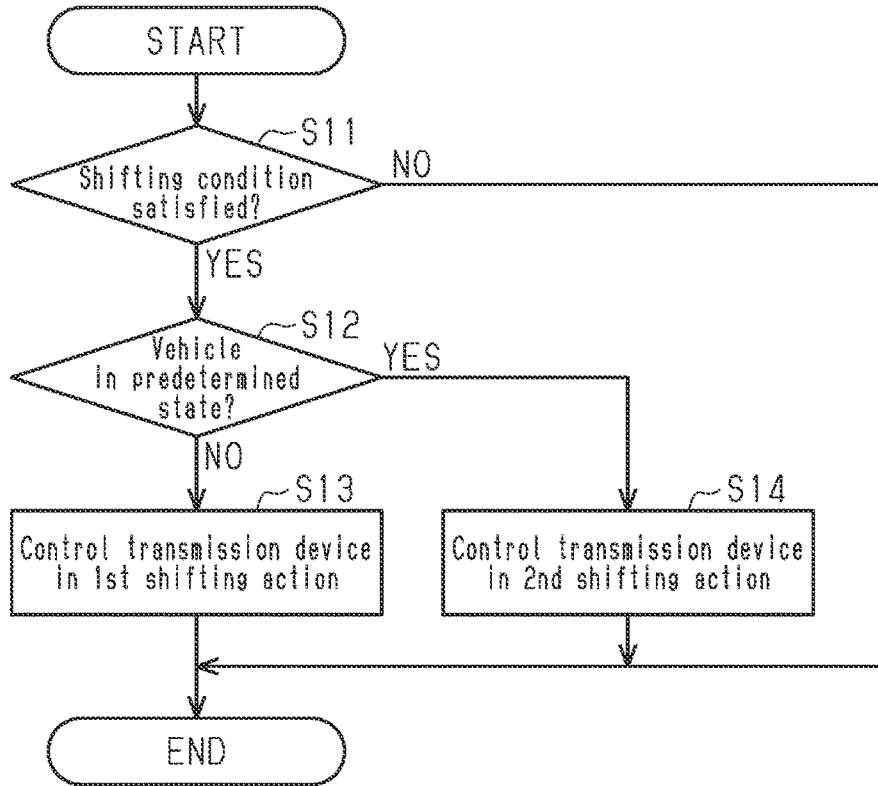 START
S11
Shifting condition
satisfied?
NO
YES
S12
Vehicle
in predetermined
state?
YES
NO
S13
Control transmission device
in 1st shifting action
S14
Control transmission device
in 2nd shifting action
END